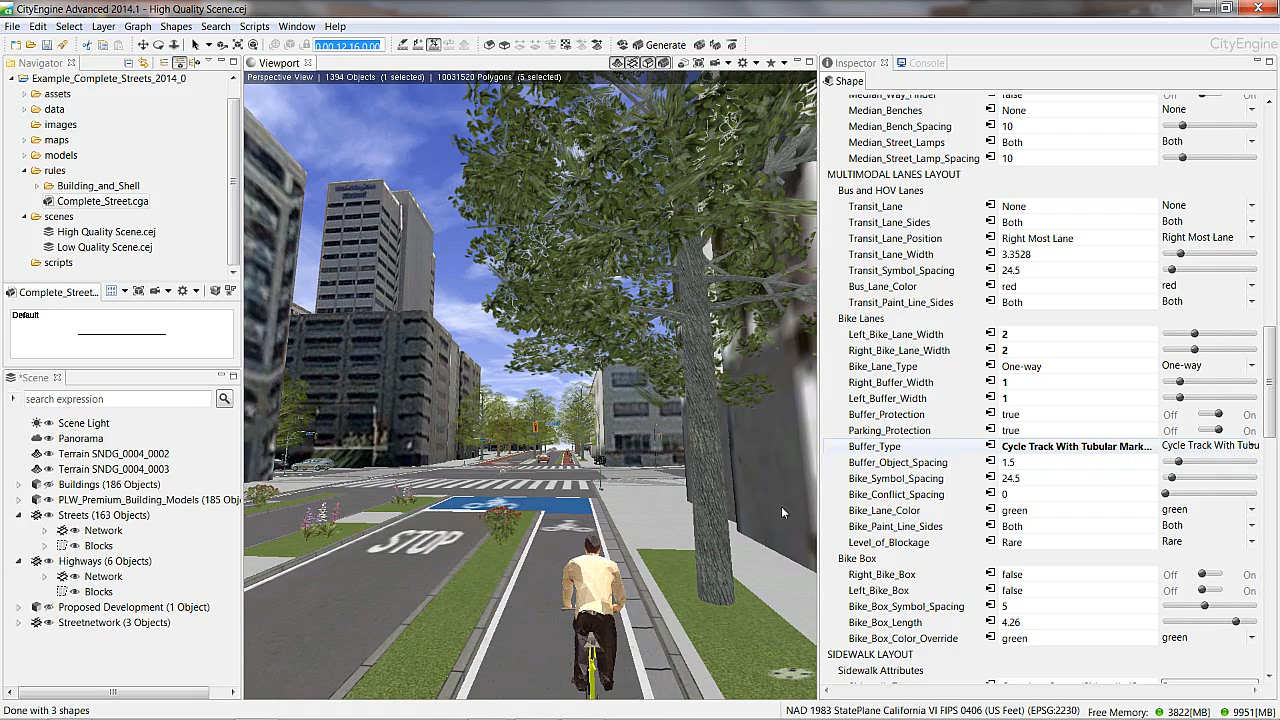 CityEngine Advanced 2014.1 - High Quality Scene.cej
File Edit Select Layer Graph Shapes Search Scripts Window Help
Generate
CityEngine
Navigator
Example_Complete_Streets_2014_0
assets
data
images
maps
models
rules
Building_and_Shell
Complete_Street.cga
scenes
High Quality Scene.cej
Low Quality Scene.cej
scripts
Complete_Street...
Default
*Scene
search expression
Scene Light
Panorama
Terrain SNDG_0004_0002
Terrain SNDG_0004_0003
Buildings (186 Objects)
PLW_Premium_Building_Models (185 Obj
Streets (163 Objects)
Network
Blocks
Highways (6 Objects)
Network
Blocks
Proposed Development (1 Object)
Streetnetwork (3 Objects)
Viewport
Perspective View | 1394 Objects (1 selected) | 10031520 Polygons (5 selected)
STOP
Inspector Console
Shape
Median_Way_Finder false Off On
Median_Benches None None
Median_Bench_Spacing 10
Median_Street_Lamps Both Both
Median_Street_Lamp_Spacing 10
MULTIMODAL LANES LAYOUT
Bus and HOV Lanes
Transit_Lane None None
Transit_Lane_Sides Both Both
Transit_Lane_Position Right Most Lane Right Most Lane
Transit_Lane_Width 3.3528
Transit_Symbol_Spacing 24.5
Bus_Lane_Color red red
Transit_Paint_Line_Sides Both Both
Bike Lanes
Left_Bike_Lane_Width 2
Right_Bike_Lane_Width 2
Bike_Lane_Type One-way One-way
Right_Buffer_Width 1
Left_Buffer_Width 1
Buffer_Protection true Off On
Parking_Protection true Off On
Buffer_Type Cycle Track With Tubular Mark... Cycle Track With Tubu
Buffer_Object_Spacing 1.5
Bike_Symbol_Spacing 24.5
Bike_Conflict_Spacing 0
Bike_Lane_Color green green
Bike_Paint_Line_Sides Both Both
Level_of_Blockage Rare Rare
Bike Box
Right_Bike_Box false Off On
Left_Bike_Box false Off On
Bike_Box_Symbol_Spacing 5
Bike_Box_Length 4.26
Bike_Box_Color_Override green green
SIDEWALK LAYOUT
Sidewalk Attributes
Done with 3 shapes
NAD 1983 StatePlane California VI FIPS 0406 (US Feet) (EPSG:2230) Free Memory: 3822[MB] 9951[MB]